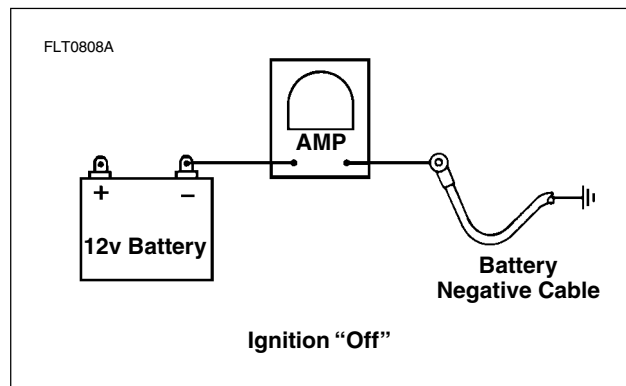 FLT0808A
AMP
+ −
12v Battery
Battery
Negative Cable
Ignition “Off”